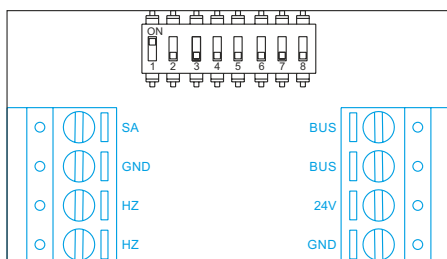 ON
1 2 3 4 5 6 7 8
SA BUS
GND BUS
HZ 24V
HZ GND